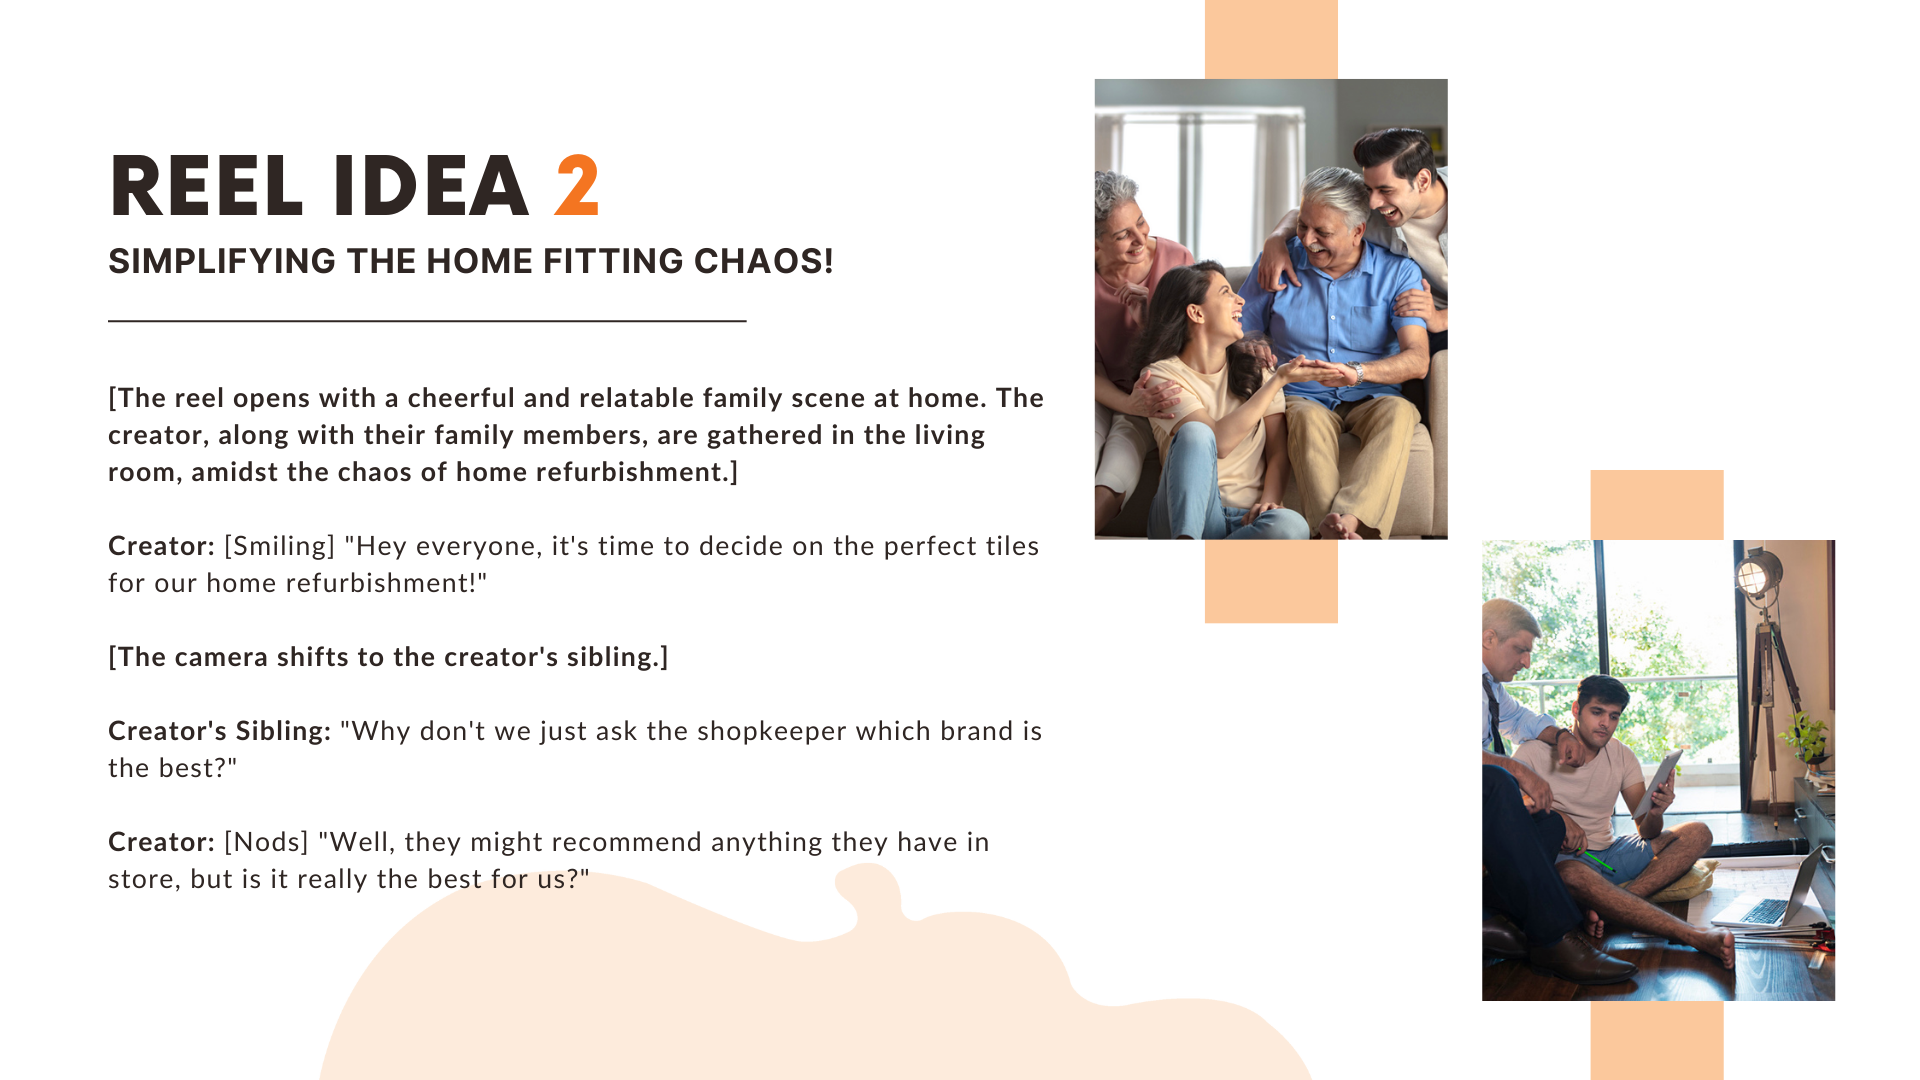 REEL IDEA 2
SIMPLIFYING THE HOME FITTING CHAOS!
[The reel opens with a cheerful and relatable family scene at home. The
creator, along with their family members, are gathered in the living
room, amidst the chaos of home refurbishment.]
Creator: [Smiling] "Hey everyone, it's time to decide on the perfect tiles
for our home refurbishment!"
[The camera shifts to the creator's sibling.]
Creator's Sibling: "Why don't we just ask the shopkeeper which brand is
the best?"
Creator: [Nods] "Well, they might recommend anything they have in
store, but is it really the best for us?"